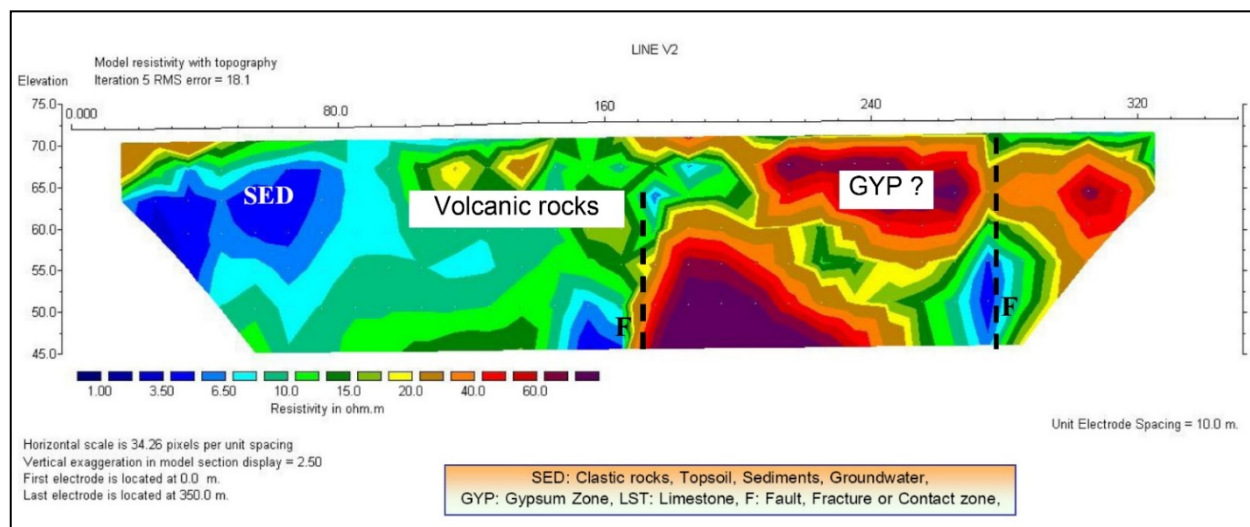 LINE V2
Model resistivity with topography
Iteration 5 RMS error = 18.1
Elevation
0.000 80.0 160 240 320
75.0
70.0
65.0
60.0
55.0
50.0
45.0
SED
Volcanic rocks
GYP ?
F
F
1.00 3.50 6.50 10.0 15.0 20.0 40.0 60.0
Resistivity in ohm.m
Unit Electrode Spacing = 10.0 m.
Horizontal scale is 34.26 pixels per unit spacing
Vertical exaggeration in model section display = 2.50
First electrode is located at 0.0 m.
Last electrode is located at 350.0 m.
SED: Clastic rocks, Topsoil, Sediments, Groundwater,
GYP: Gypsum Zone, LST: Limestone, F: Fault, Fracture or Contact zone,